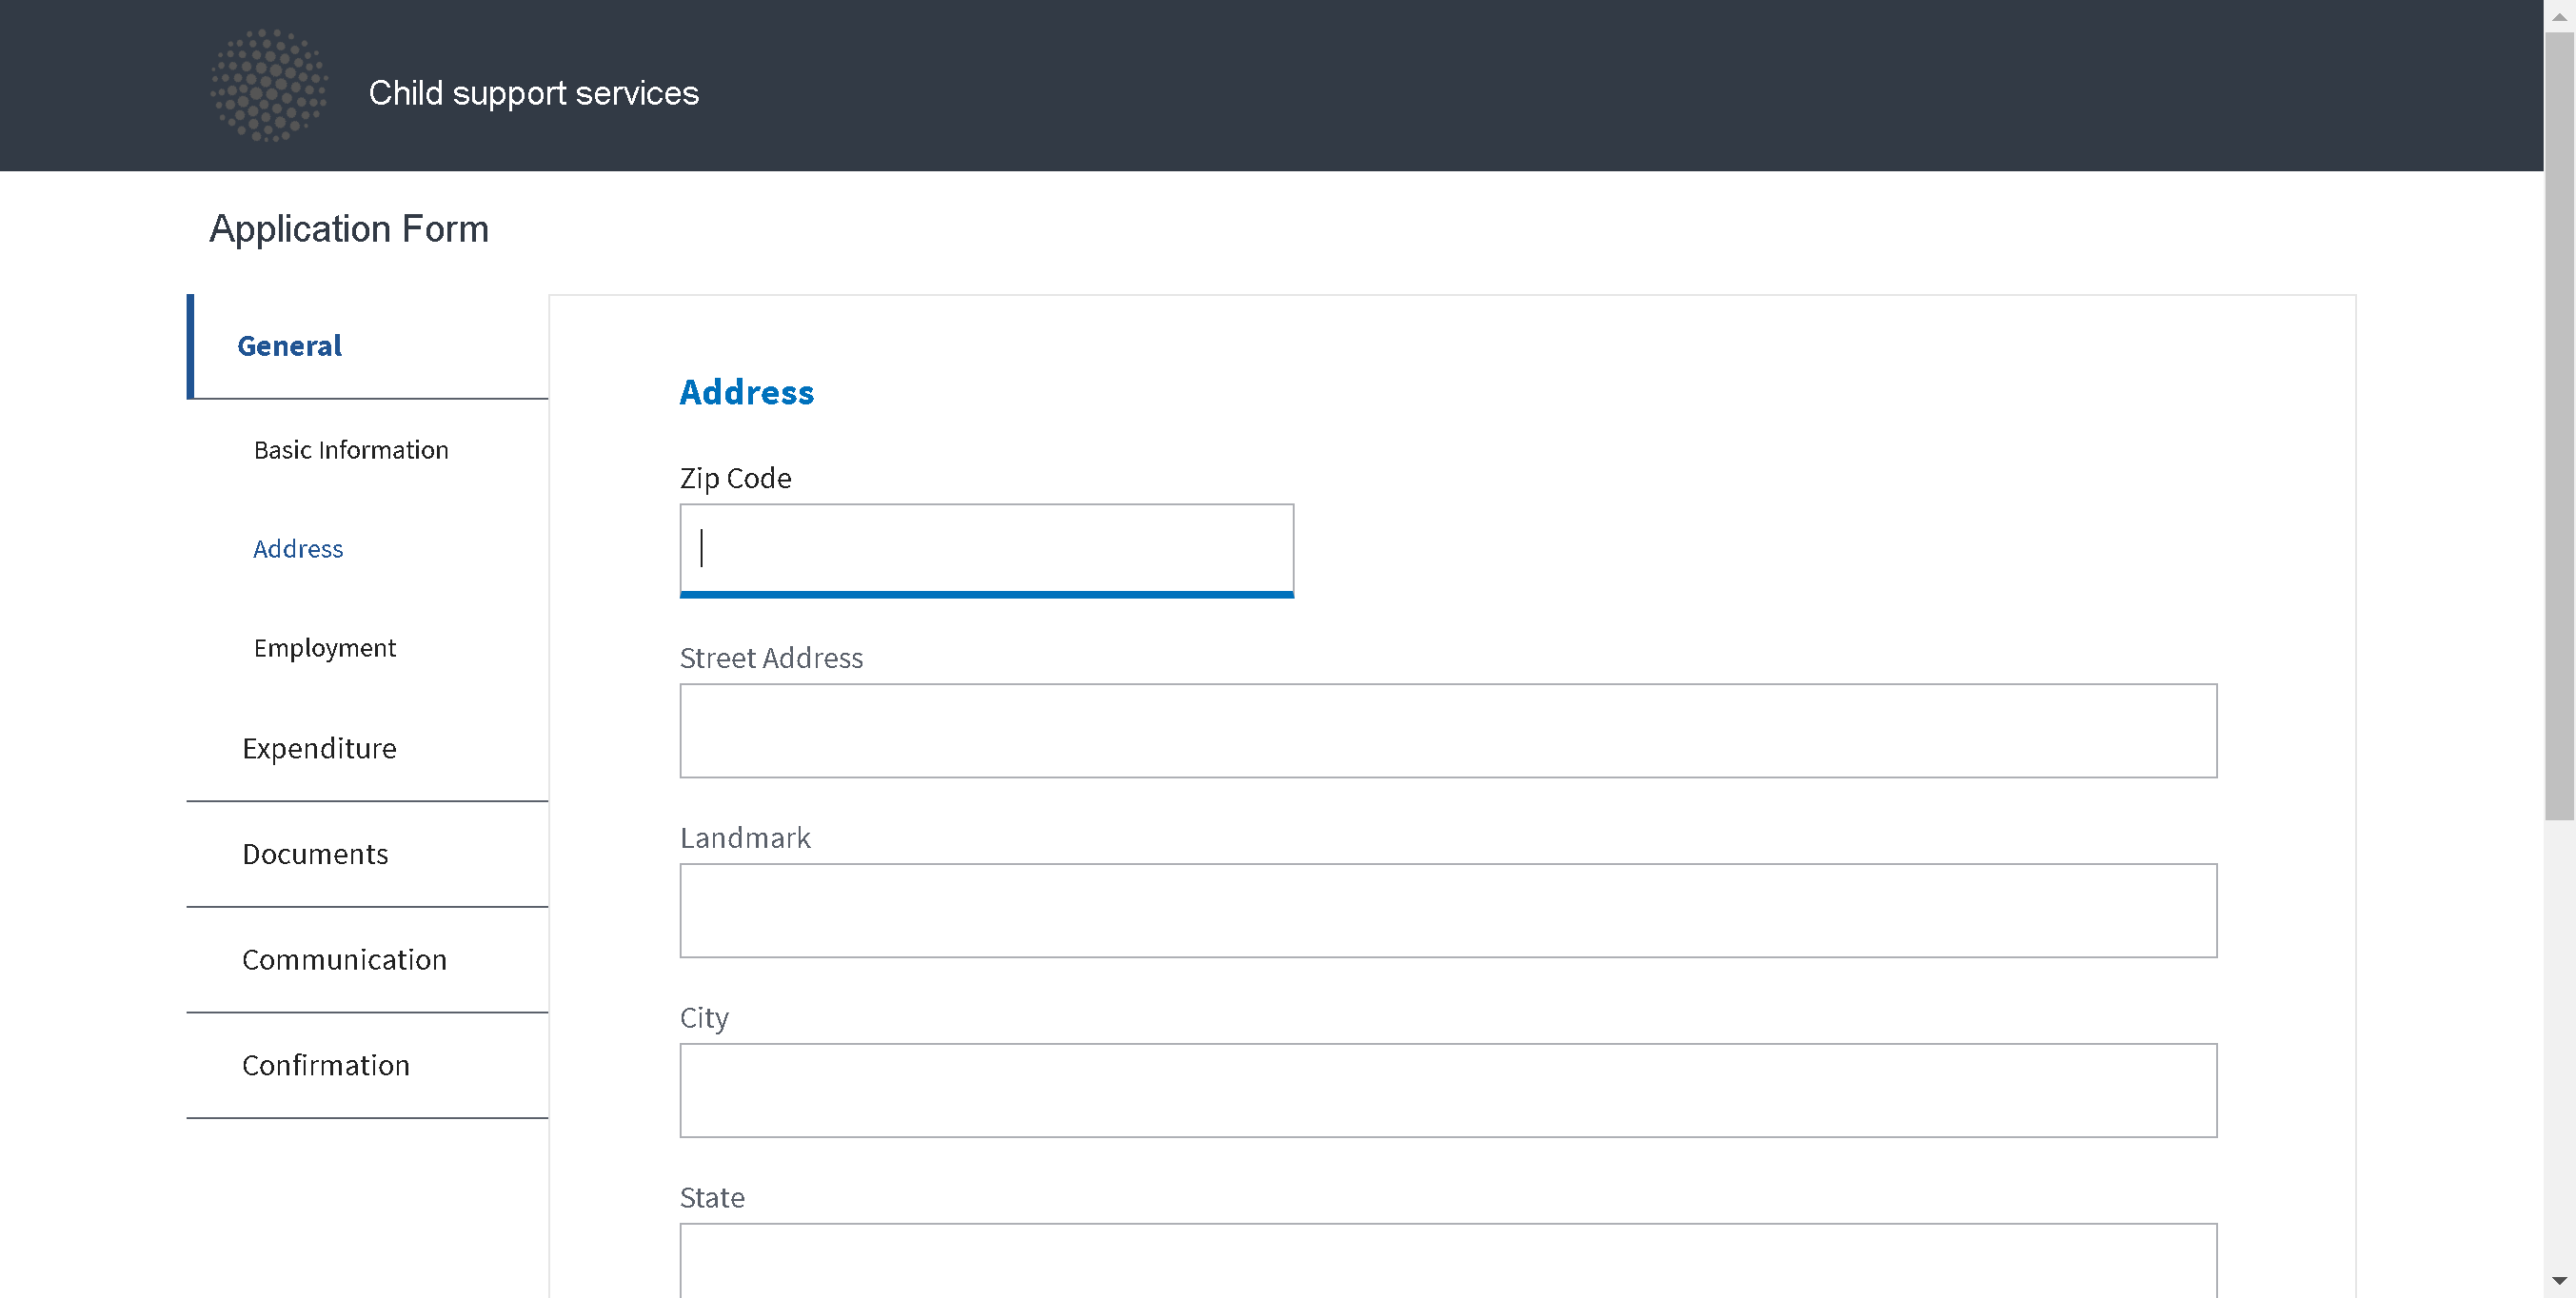 Child support services
Application Form
General
Basic Information
Address
Employment
Expenditure
Documents
Communication
Confirmation
Address
Zip Code
Street Address
Landmark
City
State